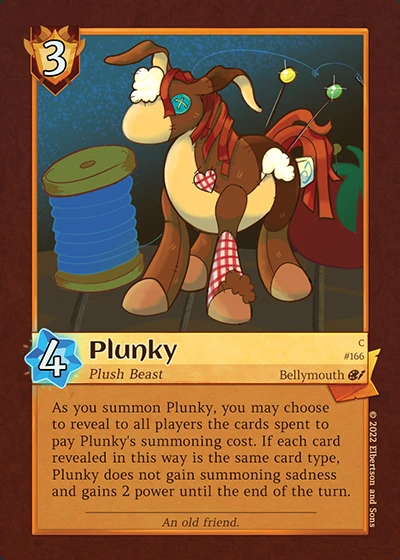 3
4
Plunky
C
#166
Plush Beast
Bellymouth
As you summon Plunky, you may choose
to reveal to all players the cards spent to
pay Plunky's summoning cost. If each card
revealed in this way is the same card type,
Plunky does not gain summoning sadness
and gains 2 power until the end of the turn.
An old friend.
© 2022 Elbertson and Sons